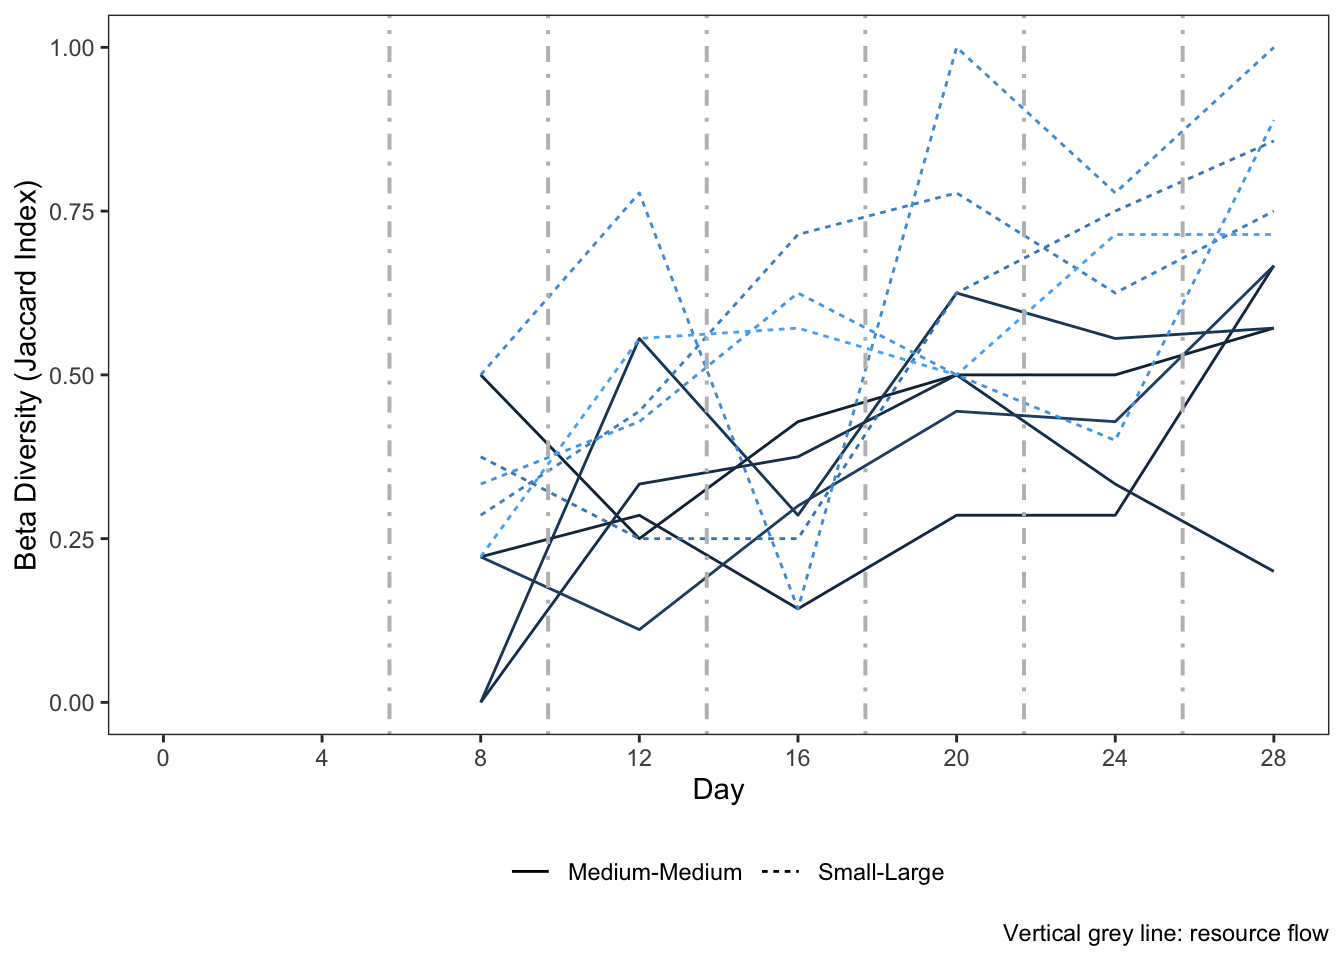 Beta Diversity (Jaccard Index)
1.00
0.75
0.50
0.25
0.00
0 4 8 12 16 20 24 28
Day
Medium-Medium Small-Large
Vertical grey line: resource flow